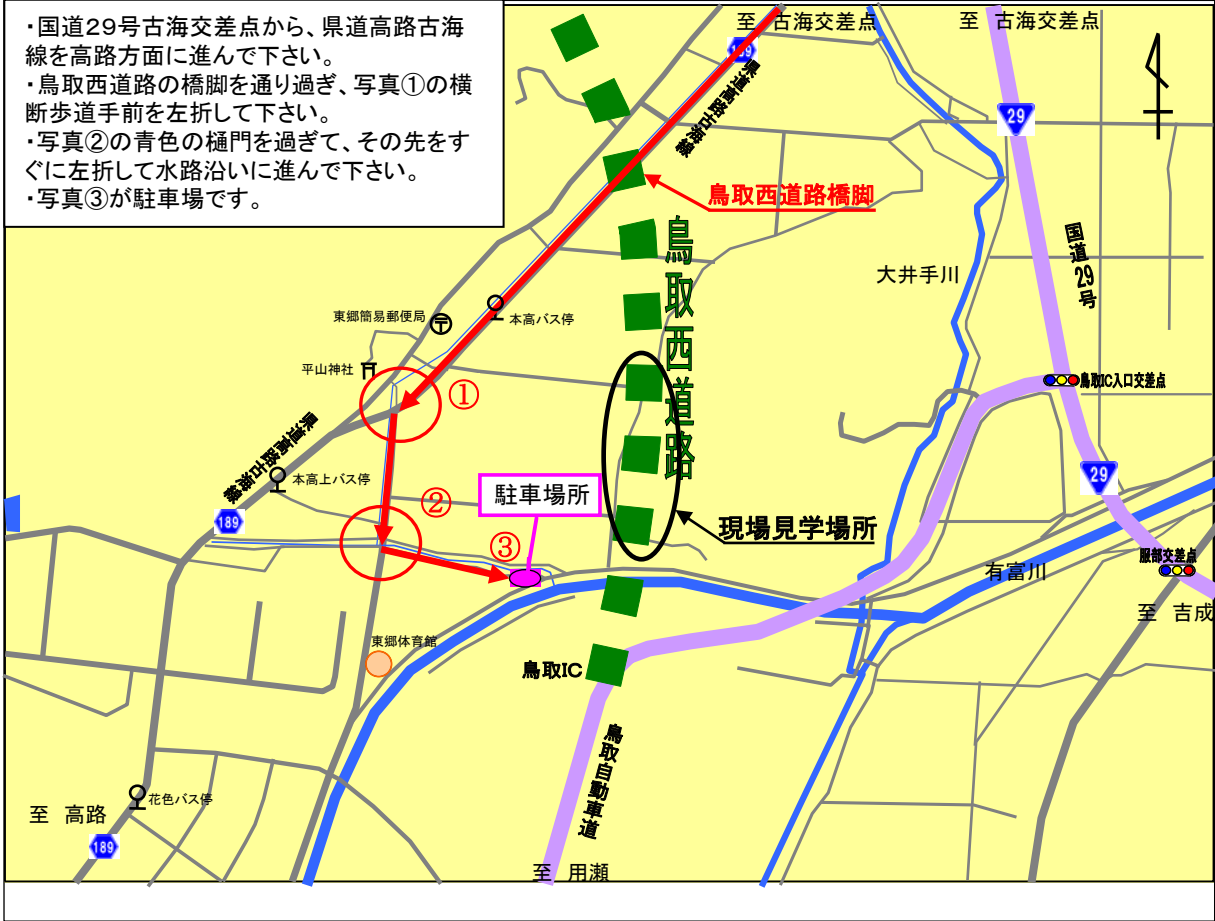 ・国道29号古海交差点から、県道高路古海
線を高路方面に進んで下さい。
・鳥取西道路の橋脚を通り過ぎ、写真①の横
断歩道手前を左折して下さい。
・写真②の青色の樋門を過ぎて、その先をす
ぐに左折して水路沿いに進んで下さい。
・写真③が駐車場です。
至 古海交差点
至 古海交差点
189
県道高路古海線
29
鳥取西道路橋脚
鳥取西道路
国道29号
大井手川
東郷簡易郵便局
本高バス停
平山神社
鳥取IC入口交差点
①
県道高路古海線
本高上バス停
189
②
駐車場所
29
現場見学場所
③
服部交差点
有富川
至 吉成
東郷体育館
鳥取IC
鳥取自動車道
花色バス停
至 高路
189
至 用瀬